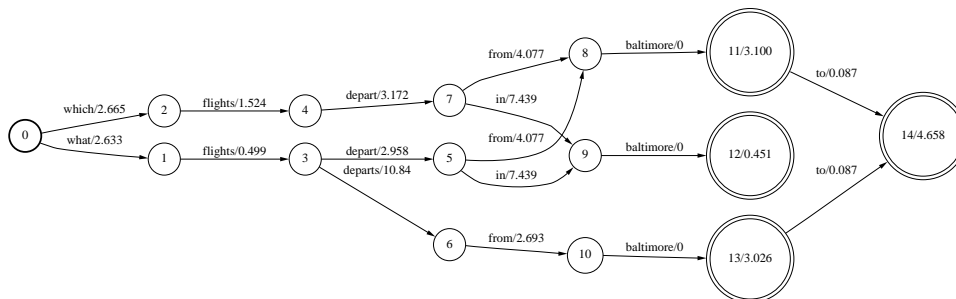 from/4.077
8
baltimore/0
11/3.100
to/0.087
which/2.665
2
flights/1.524
4
depart/3.172
7
in/7.439
0
14/4.658
what/2.633
1
flights/0.499
3
depart/2.958
5
from/4.077
9
baltimore/0
12/0.451
departs/10.84
in/7.439
to/0.087
6
from/2.693
10
baltimore/0
13/3.026